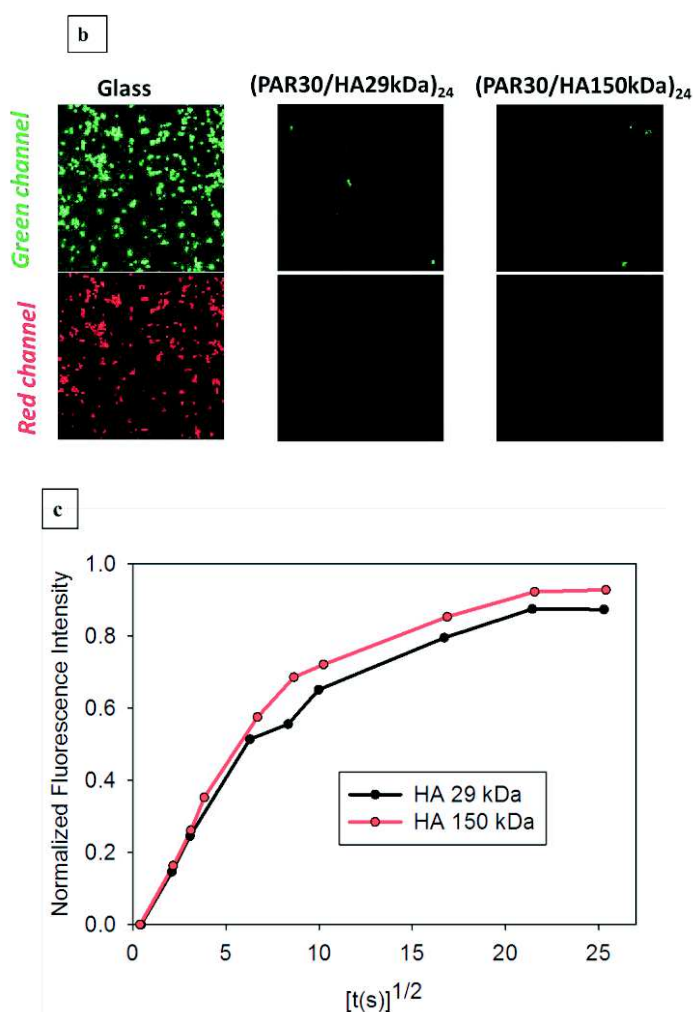 b
Glass
(PAR30/HA29kDa)24
(PAR30/HA150kDa)24
Green channel
Red channel
c
Normalized Fluorescence Intensity
1.0
0.8
0.6
0.4
0.2
0.0
HA 29 kDa
HA 150 kDa
0 5 10 15 20 25
[t(s)]1/2